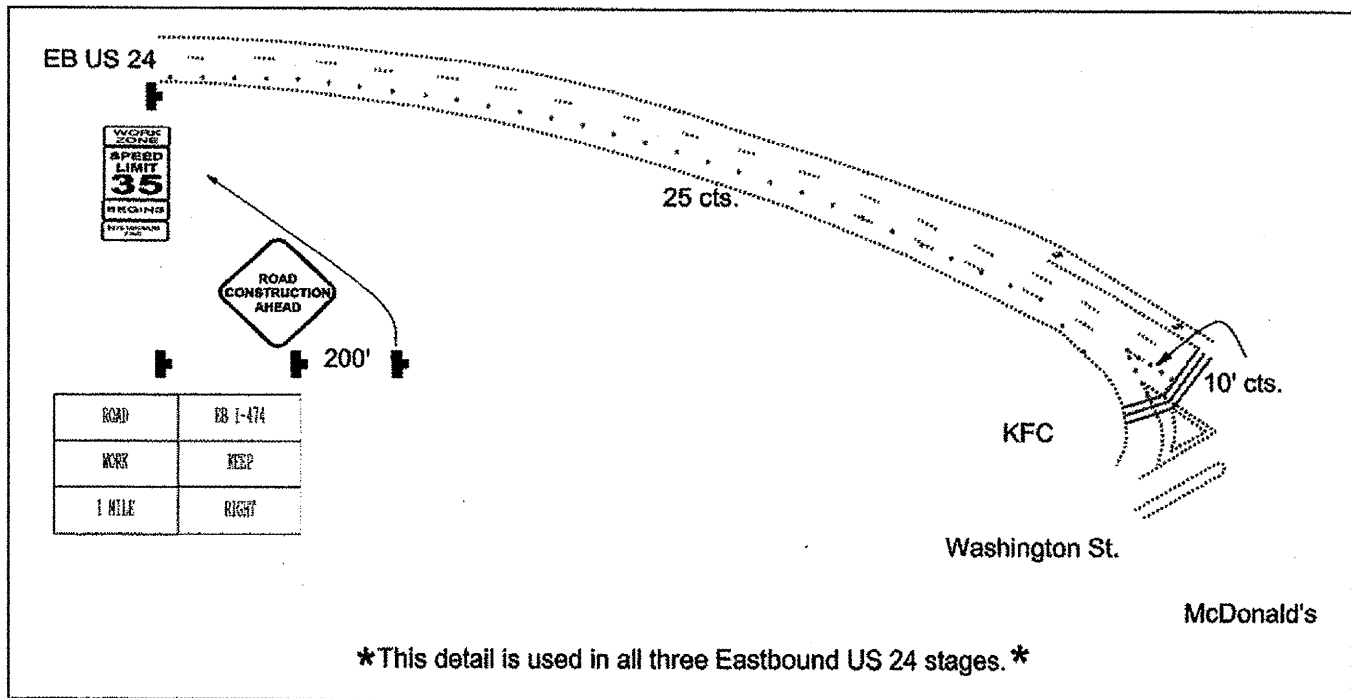 EB US 24
WORK
ZONE
SPEED
LIMIT
35
BEGINS
25 cts.
ROAD
CONSTRUCTION
AHEAD
200'
10' cts.
ROAD EB I-474
WORK KEEP
1 MILE RIGHT
KFC
Washington St.
McDonald's
*This detail is used in all three Eastbound US 24 stages.*